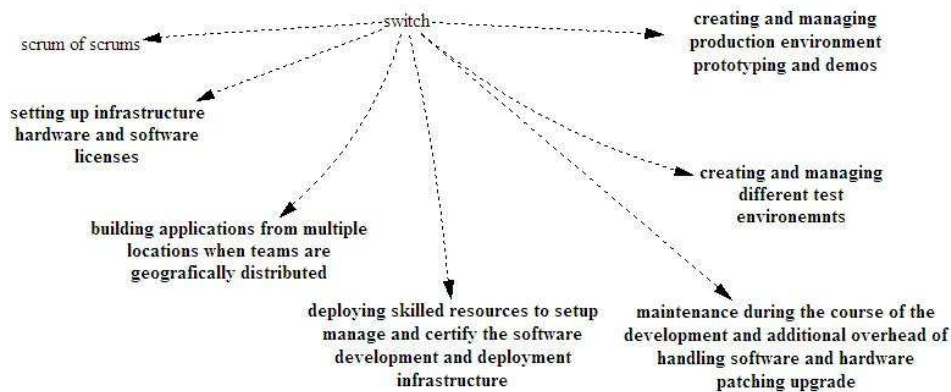 switch
scrum of scrums
creating and managing
production environment
prototyping and demos
setting up infrastructure
hardware and software
licenses
creating and managing
different test
environemnts
building applications from multiple
locations when teams are
geografically distributed
deploying skilled resources to setup
manage and certify the software
development and deployment
infrastructure
maintenance during the course of the
development and additional overhead of
handling software and hardware
patching upgrade